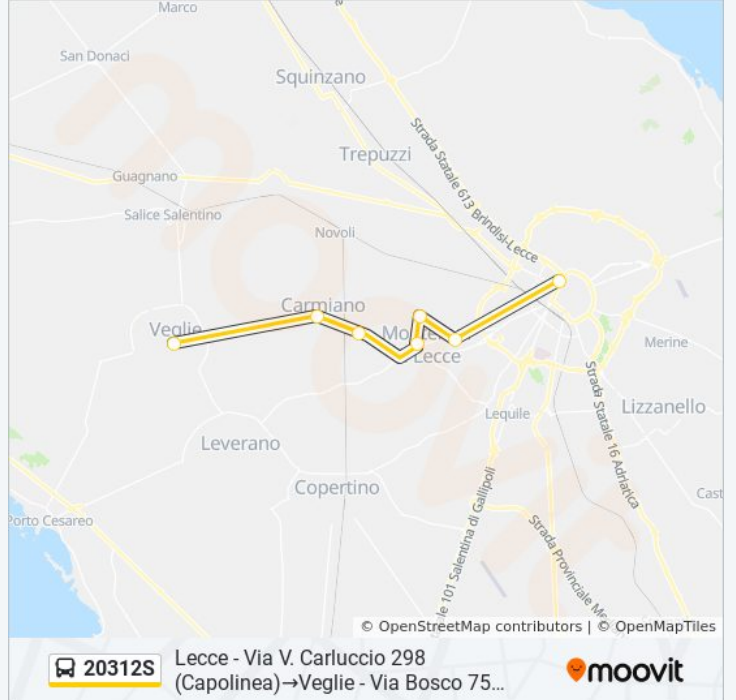 Marco
San Donaci
Squinzano
Strada Statale 613 Brindisi-Lecce
Trepuzzi
Guagnano
Salice Salentino
Novoli
Carmiano
Veglie
Lecce
Merine
Lequile
Lizzanello
Strada Statale 16 Adriatica
Leverano
Copertino
101 Salentina di Gallipoli
Strada Provinciale
Porto Cesareo
moovit
© OpenStreetMap contributors | © OpenMapTiles
20312S
Lecce - Via V. Carluccio 298
(Capolinea)→Veglie - Via Bosco 75...
moovit